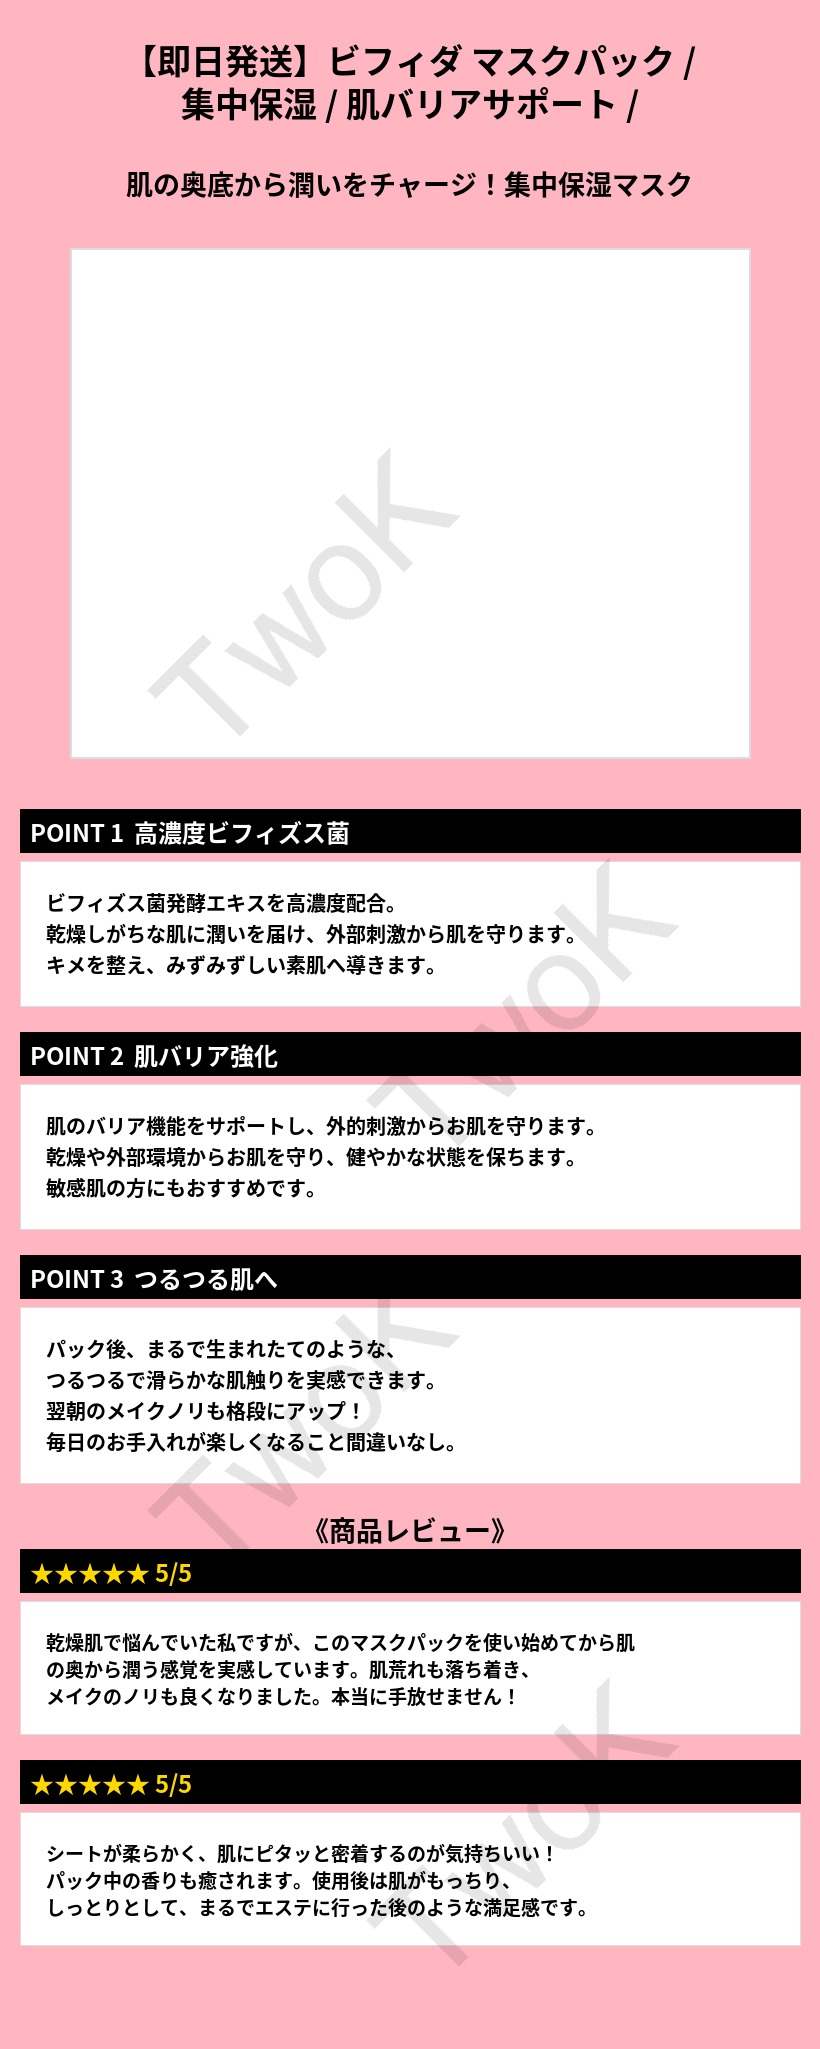 【即日発送】ビフィダ マスクパック /
集中保湿 / 肌バリアサポート /
肌の奥底から潤いをチャージ！集中保湿マスク
TwoK
POINT 1 高濃度ビフィズス菌
ビフィズス菌発酵エキスを高濃度配合。
乾燥しがちな肌に潤いを届け、外部刺激から肌を守ります。
キメを整え、みずみずしい素肌へ導きます。
TwoK
POINT 2 肌バリア強化
肌のバリア機能をサポートし、外的刺激からお肌を守ります。
乾燥や外部環境からお肌を守り、健やかな状態を保ちます。
敏感肌の方にもおすすめです。
POINT 3 つるつる肌へ
パック後、まるで生まれたてのような、
つるつるで滑らかな肌触りを実感できます。
翌朝のメイクノリも格段にアップ！
毎日のお手入れが楽しくなること間違いなし。
TwoK
《商品レビュー》
★★★★★ 5/5
乾燥肌で悩んでいた私ですが、このマスクパックを使い始めてから肌
の奥から潤う感覚を実感しています。肌荒れも落ち着き、
メイクのノリも良くなりました。本当に手放せません！
★★★★★ 5/5
シートが柔らかく、肌にピタッと密着するのが気持ちいい！
パック中の香りも癒されます。使用後は肌がもっちり、
しっとりとして、まるでエステに行った後のような満足感です。
TwoK